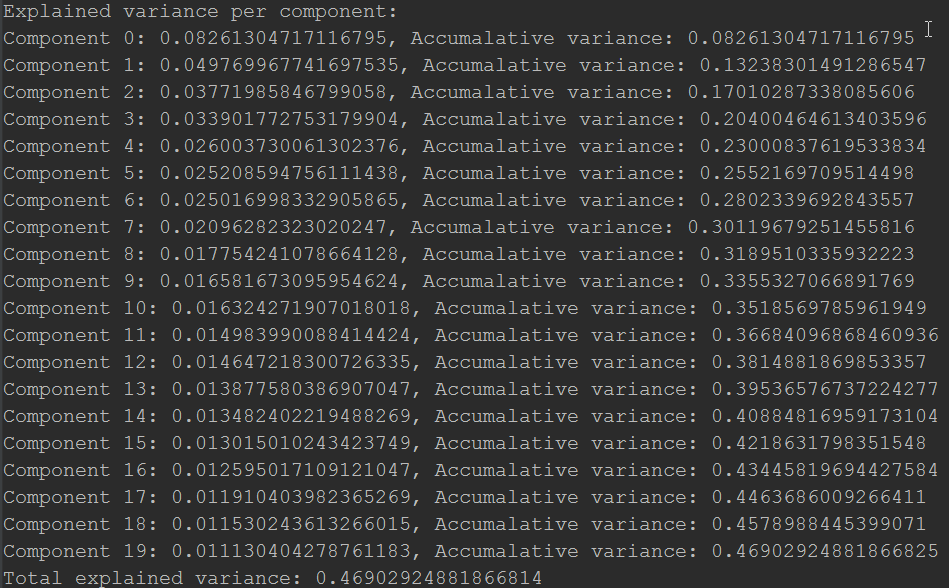 Explained variance per component:
Component 0: 0.08261304717116795, Accumalative variance: 0.08261304717116795
Component 1: 0.049769967741697535, Accumalative variance: 0.13238301491286547
Component 2: 0.03771985846799058, Accumalative variance: 0.17010287338085606
Component 3: 0.033901772753179904, Accumalative variance: 0.20400464613403596
Component 4: 0.026003730061302376, Accumalative variance: 0.23000837619533834
Component 5: 0.025208594756111438, Accumalative variance: 0.2552169709514498
Component 6: 0.025016998332905865, Accumalative variance: 0.2802339692843557
Component 7: 0.02096282323020247, Accumalative variance: 0.30119679251455816
Component 8: 0.017754241078664128, Accumalative variance: 0.3189510335932223
Component 9: 0.016581673095954624, Accumalative variance: 0.3355327066891769
Component 10: 0.016324271907018018, Accumalative variance: 0.3518569785961949
Component 11: 0.014983990088414424, Accumalative variance: 0.36684096868460936
Component 12: 0.014647218300726335, Accumalative variance: 0.3814881869853357
Component 13: 0.013877580386907047, Accumalative variance: 0.39536576737224277
Component 14: 0.013482402219488269, Accumalative variance: 0.40884816959173104
Component 15: 0.013015010243423749, Accumalative variance: 0.4218631798351548
Component 16: 0.012595017109121047, Accumalative variance: 0.43445819694427584
Component 17: 0.011910403982365269, Accumalative variance: 0.4463686009266411
Component 18: 0.011530243613266015, Accumalative variance: 0.4578988445399071
Component 19: 0.011130404278761183, Accumalative variance: 0.46902924881866825
Total explained variance: 0.46902924881866814